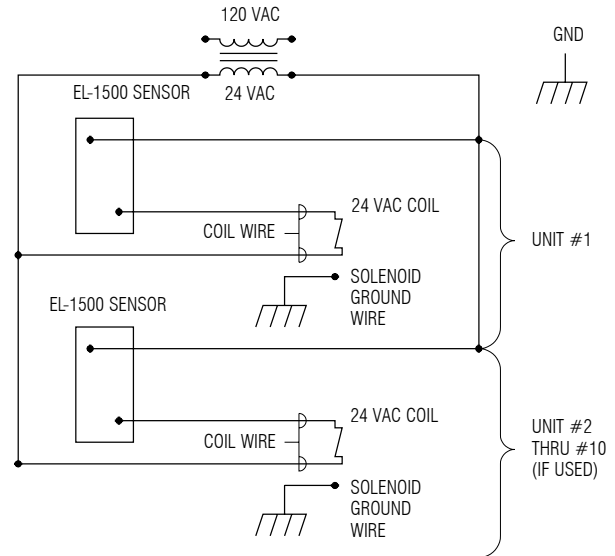 120 VAC
GND
24 VAC
EL-1500 SENSOR
24 VAC COIL
COIL WIRE
UNIT #1
SOLENOID
GROUND
WIRE
EL-1500 SENSOR
24 VAC COIL
COIL WIRE
UNIT #2
THRU #10
(IF USED)
SOLENOID
GROUND
WIRE